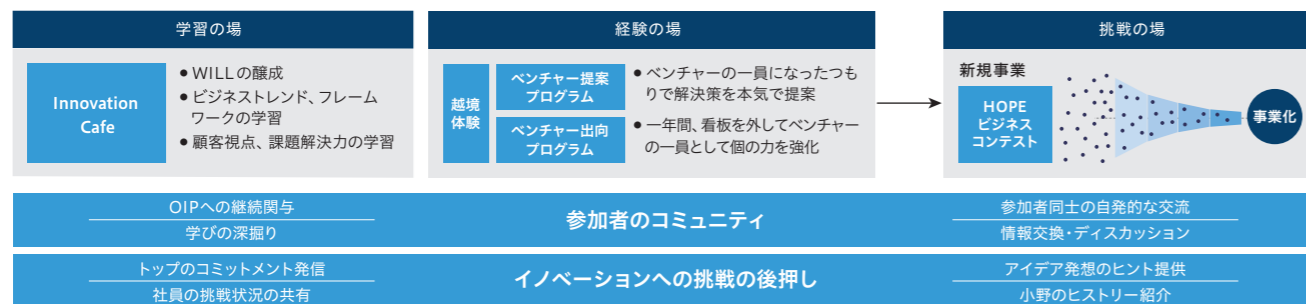 学習の場
Innovation
Cafe
● WILLの醸成
● ビジネストレンド、フレーム
ワークの学習
● 顧客視点、課題解決力の学習
経験の場
越境
体験
ベンチャー提案
プログラム
ベンチャー出向
プログラム
● ベンチャーの一員になったつも
りで解決策を本気で提案
● 一年間、看板を外してベンチャー
の一員として個の力を強化
挑戦の場
新規事業
HOPE
ビジネス
コンテスト
事業化
OIPへの継続関与
学びの深掘り
参加者のコミュニティ
参加者同士の自発的な交流
情報交換・ディスカッション
トップのコミットメント発信
社員の挑戦状況の共有
イノベーションへの挑戦の後押し
アイデア発想のヒント提供
小野のヒストリー紹介